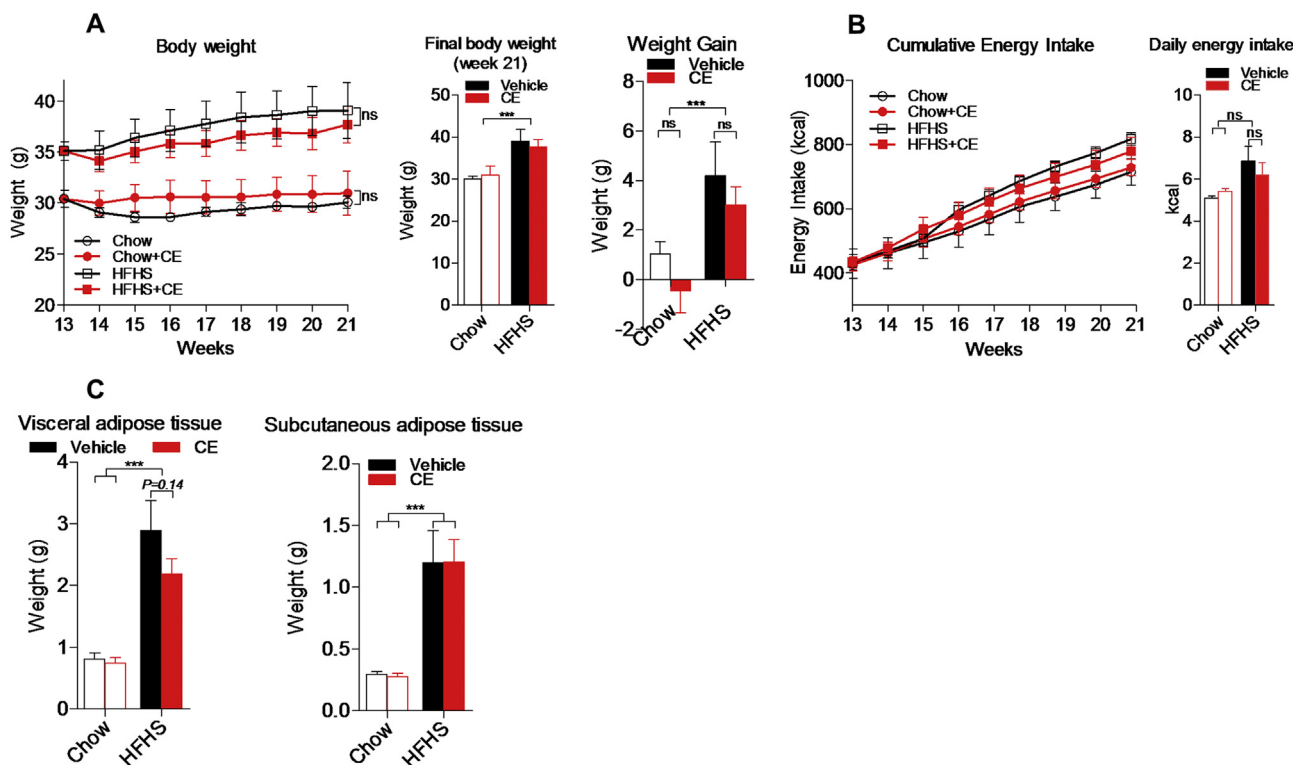 A
Body weight
Weight (g)
40
35
30
25
20
ns
ns
Chow
Chow+CE
HFHS
HFHS+CE
13 14 15 16 17 18 19 20 21
Weeks
Final body weight
(week 21)
Vehicle
CE
Weight (g)
50
40
30
20
10
0
***
Chow
HFHS
Weight Gain
Vehicle
CE
Weight (g)
8
6
4
2
0
-2
***
ns
ns
Chow
HFHS
B
Cumulative Energy Intake
Energy Intake (kcal)
1000
800
600
400
Chow
Chow+CE
HFHS
HFHS+CE
13 14 15 16 17 18 19 20 21
Weeks
Daily energy intake
Vehicle
CE
kcal
10
8
6
4
2
0
ns
ns
Chow
HFHS
C
Visceral adipose tissue
Vehicle CE
Weight (g)
4
3
2
1
0
***
P=0.14
Chow
HFHS
Subcutaneous adipose tissue
Vehicle
CE
Weight (g)
2.0
1.5
1.0
0.5
0.0
***
Chow
HFHS